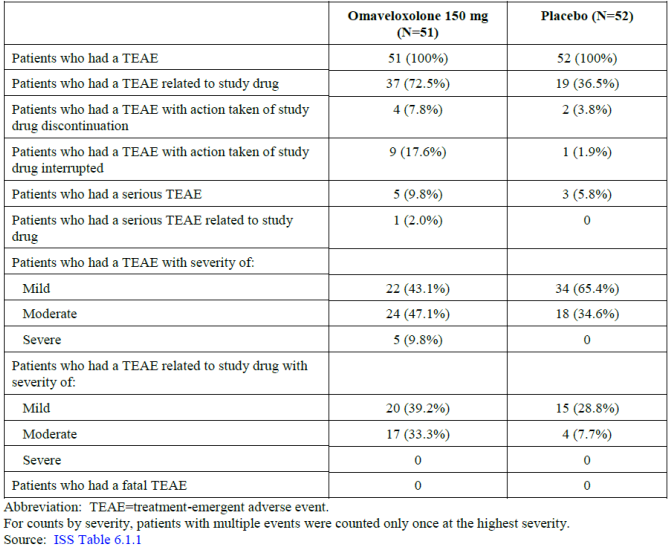 Omaveloxolone 150 mg (N=51) Placebo (N=52)
Patients who had a TEAE 51 (100%) 52 (100%)
Patients who had a TEAE related to study drug 37 (72.5%) 19 (36.5%)
Patients who had a TEAE with action taken of study drug discontinuation 4 (7.8%) 2 (3.8%)
Patients who had a TEAE with action taken of study drug interrupted 9 (17.6%) 1 (1.9%)
Patients who had a serious TEAE 5 (9.8%) 3 (5.8%)
Patients who had a serious TEAE related to study drug 1 (2.0%) 0
Patients who had a TEAE with severity of:
Mild 22 (43.1%) 34 (65.4%)
Moderate 24 (47.1%) 18 (34.6%)
Severe 5 (9.8%) 0
Patients who had a TEAE related to study drug with severity of:
Mild 20 (39.2%) 15 (28.8%)
Moderate 17 (33.3%) 4 (7.7%)
Severe 0 0
Patients who had a fatal TEAE 0 0
Abbreviation: TEAE=treatment-emergent adverse event.
For counts by severity, patients with multiple events were counted only once at the highest severity.
Source: ISS Table 6.1.1